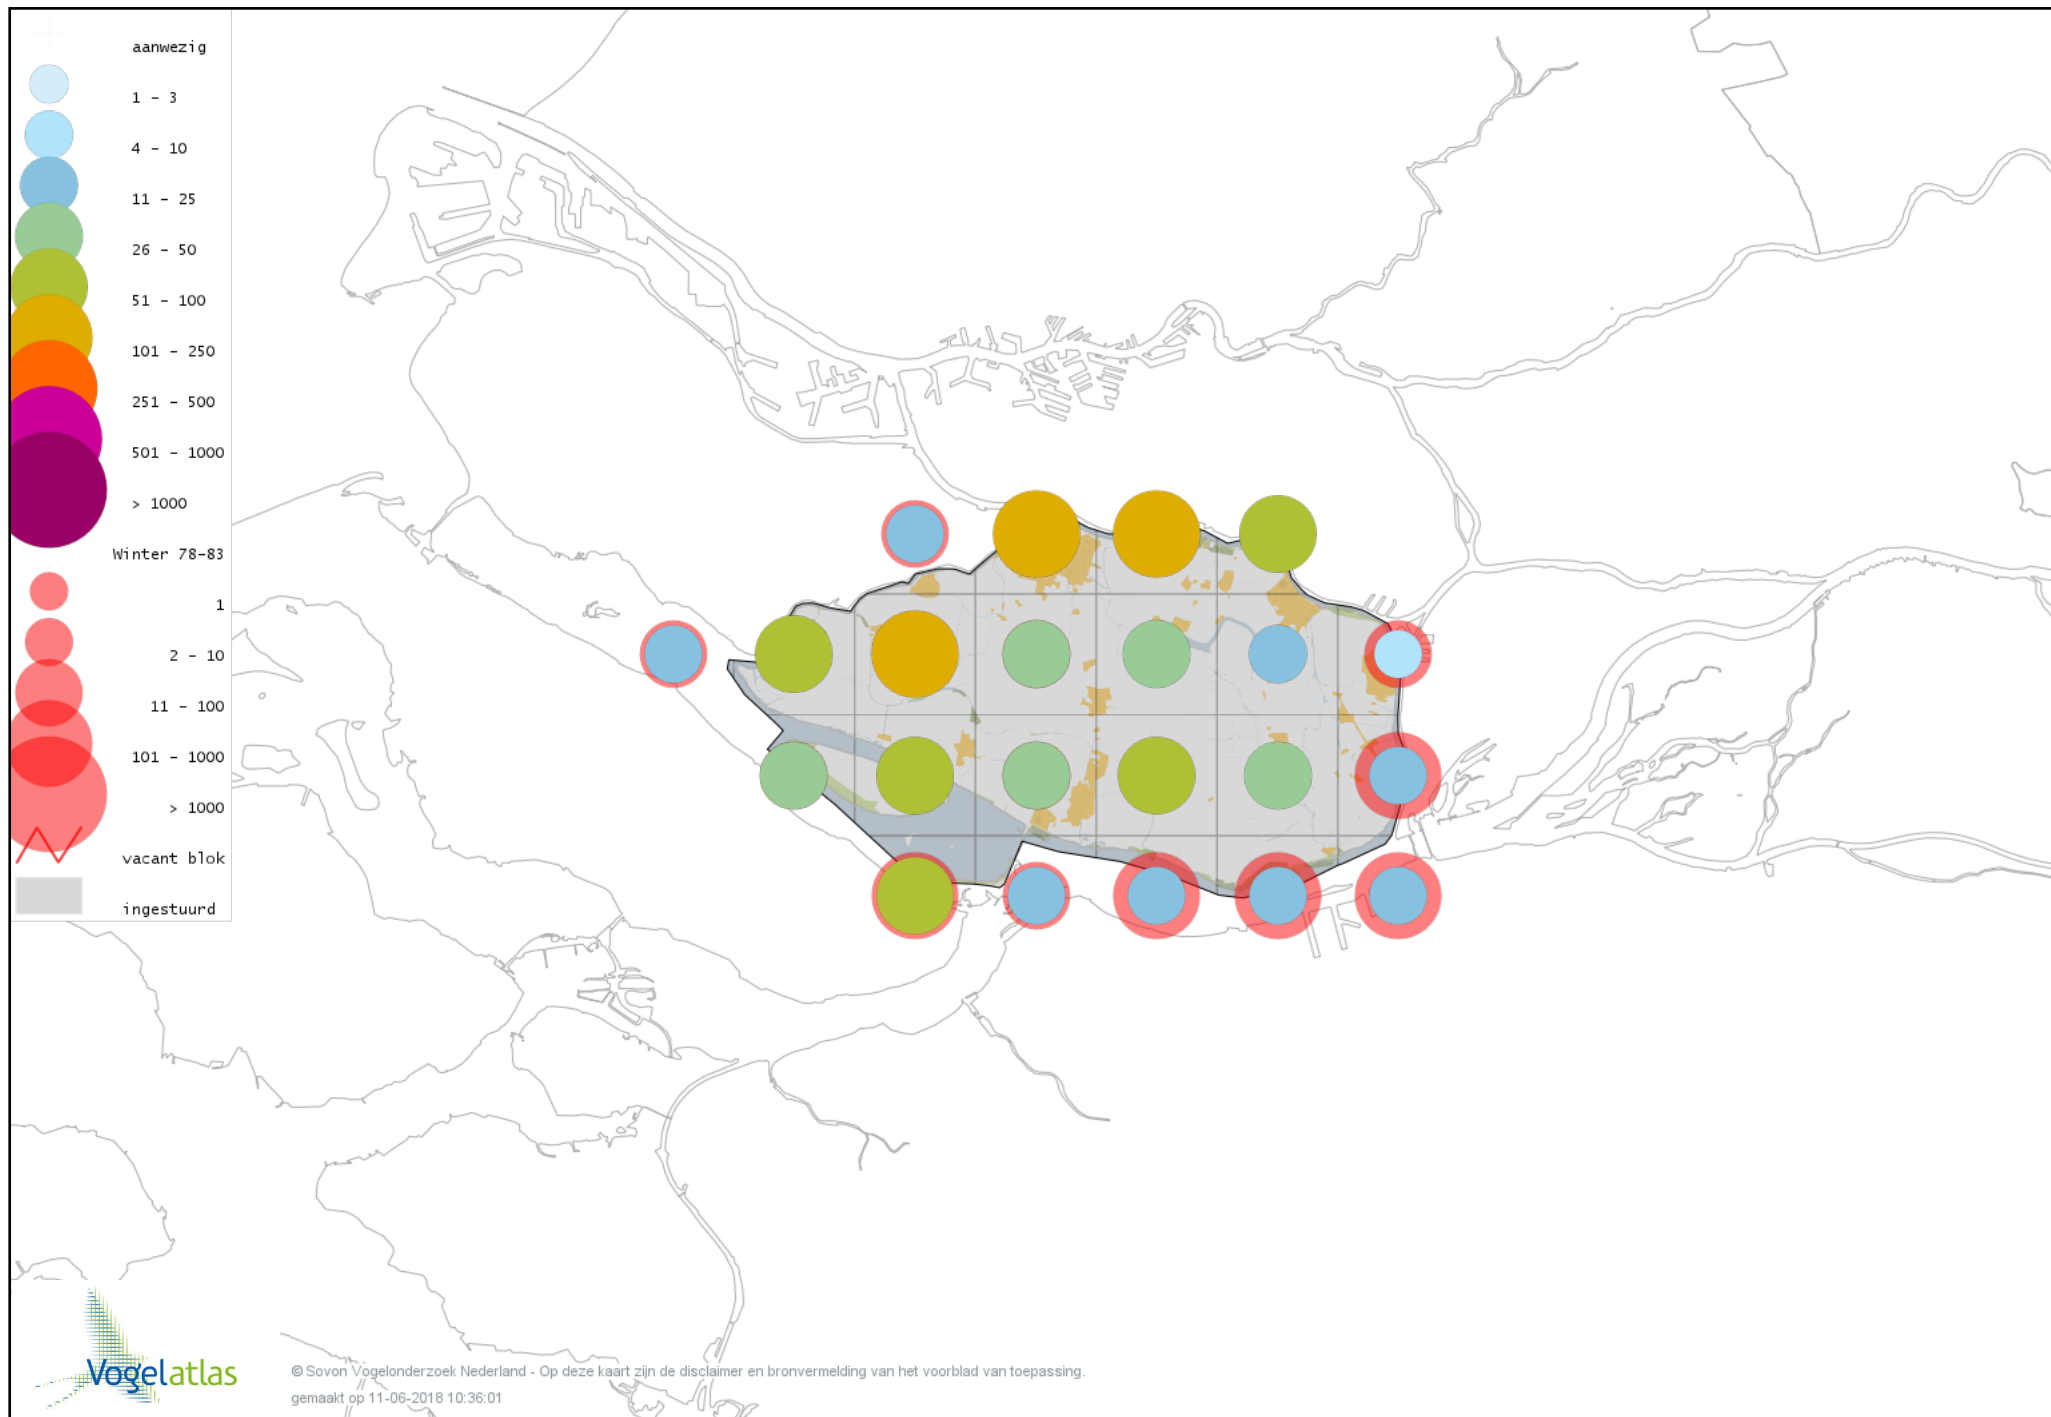 aanwezig
1 – 3
4 – 10
11 – 25
26 – 50
51 – 100
101 – 250
251 – 500
501 – 1000
> 1000
Winter 78-83
1
2 – 10
11 – 100
101 – 1000
> 1000
vacant blok
ingestuurd
Vogelatlas
© Sovon Vogelonderzoek Nederland - Op deze kaart zijn de disclaimer en bronvermelding van het voorblad van toepassing.
gemaakt op 11-06-2018 10:36:01